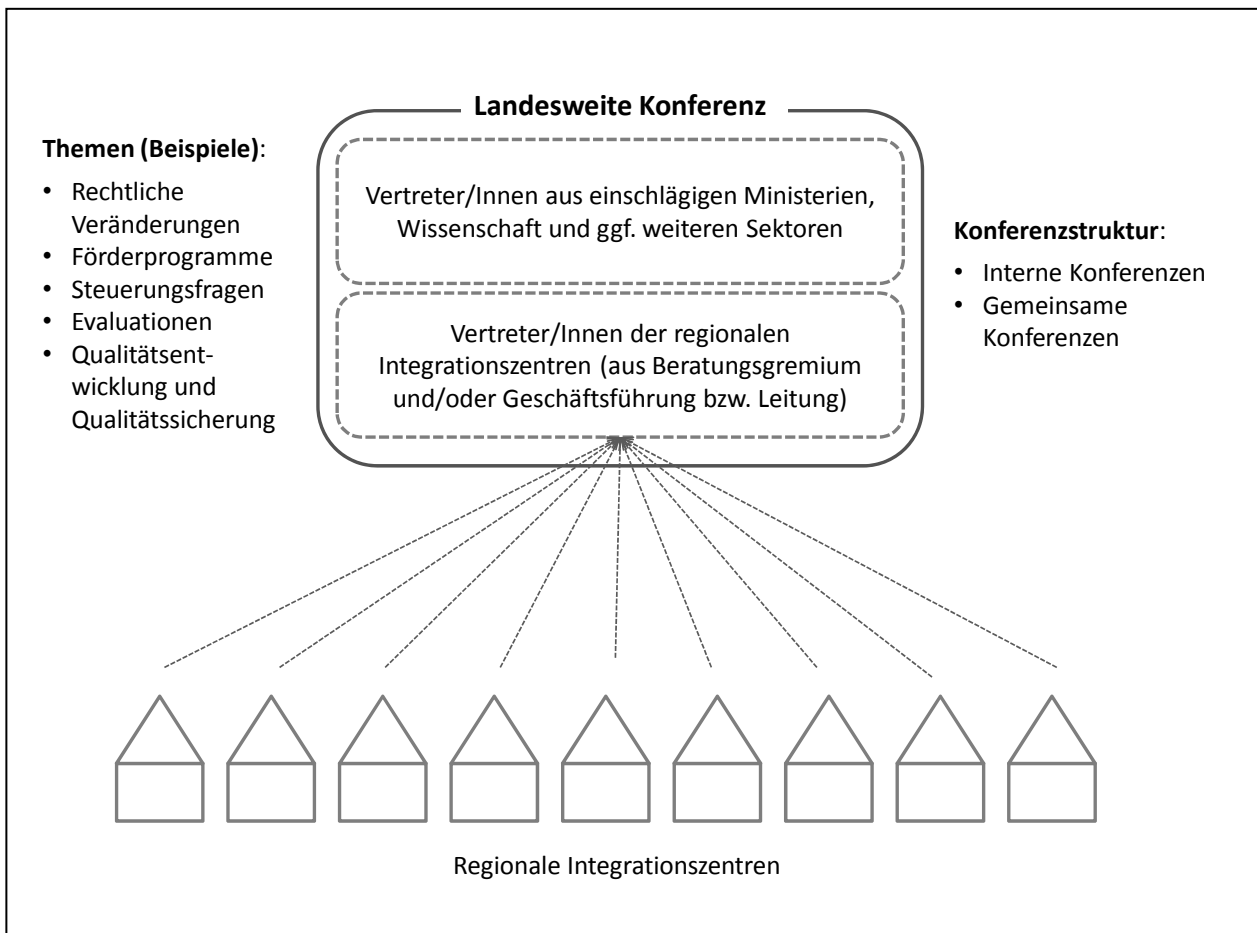 Landesweite Konferenz
Themen (Beispiele):
• Rechtliche
Veränderungen
• Förderprogramme
• Steuerungsfragen
• Evaluationen
• Qualitätsent-
wicklung und
Qualitätssicherung
Vertreter/Innen aus einschlägigen Ministerien,
Wissenschaft und ggf. weiteren Sektoren
Vertreter/Innen der regionalen
Integrationszentren (aus Beratungsgremium
und/oder Geschäftsführung bzw. Leitung)
Konferenzstruktur:
• Interne Konferenzen
• Gemeinsame
Konferenzen
Regionale Integrationszentren